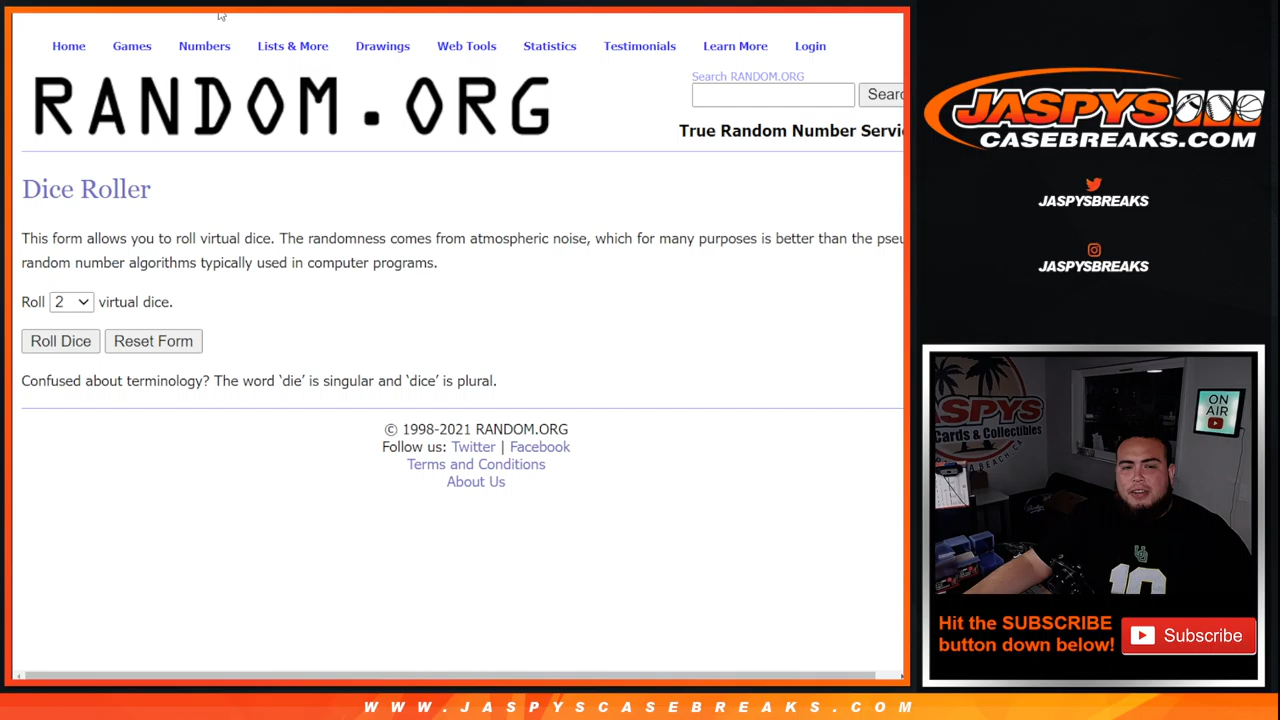 Home Games Numbers Lists & More Drawings Web Tools Statistics Testimonials Learn More Login
RANDOM.ORG
Search RANDOM.ORG
Searc
True Random Number Servi
Dice Roller
This form allows you to roll virtual dice. The randomness comes from atmospheric noise, which for many purposes is better than the pseu
random number algorithms typically used in computer programs.
Roll 2 virtual dice.
Roll Dice Reset Form
Confused about terminology? The word ‘die’ is singular and ‘dice’ is plural.
© 1998-2021 RANDOM.ORG
Follow us: Twitter | Facebook
Terms and Conditions
About Us
JASPYS
CASEBREAKS.COM
JASPYSBREAKS
JASPYSBREAKS
ASPYS
Cards & Collectibles
ON
AIR
10
Hit the SUBSCRIBE
button down below!
Subscribe
WWW.JASPYSCASEBREAKS.COM